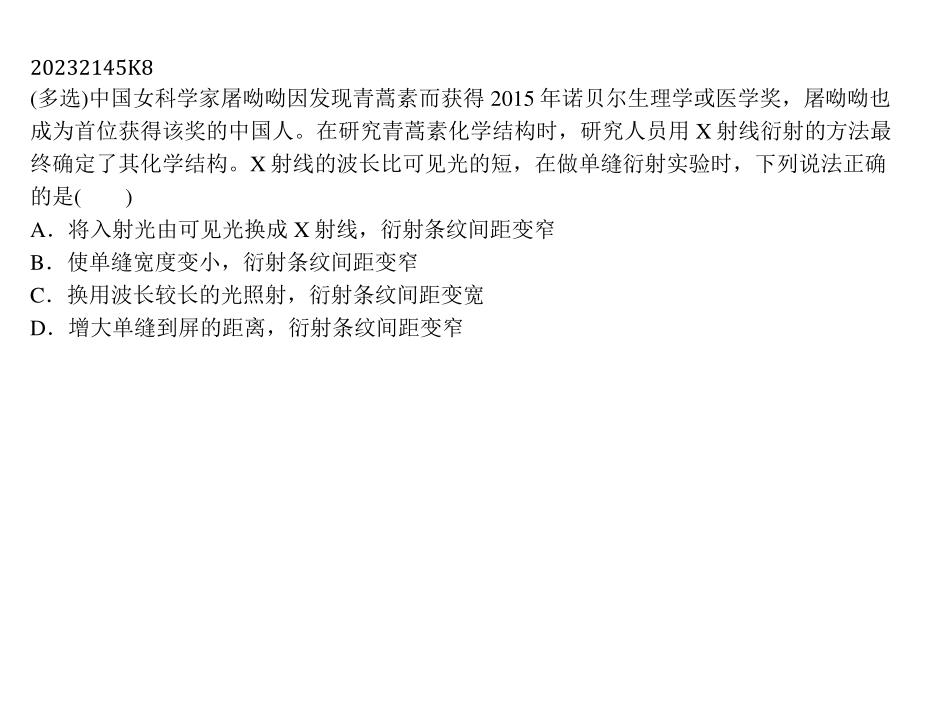 20232145K8
(多选)中国女科学家屠呦呦因发现青蒿素而获得 2015 年诺贝尔生理学或医学奖，屠呦呦也
成为首位获得该奖的中国人。在研究青蒿素化学结构时，研究人员用 X 射线衍射的方法最
终确定了其化学结构。X 射线的波长比可见光的短，在做单缝衍射实验时，下列说法正确
的是(　　)
A．将入射光由可见光换成 X 射线，衍射条纹间距变窄
B．使单缝宽度变小，衍射条纹间距变窄
C．换用波长较长的光照射，衍射条纹间距变宽
D．增大单缝到屏的距离，衍射条纹间距变窄